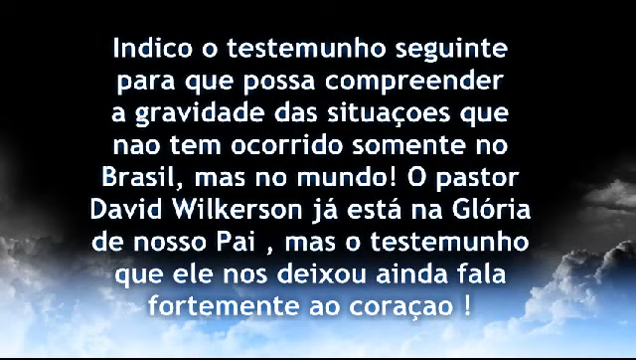 Indico o testemunho seguinte
para que possa compreender
a gravidade das situaçoes que
nao tem ocorrido somente no
Brasil, mas no mundo! O pastor
David Wilkerson já está na Glória
de nosso Pai , mas o testemunho
que ele nos deixou ainda fala
fortemente ao coraçao !